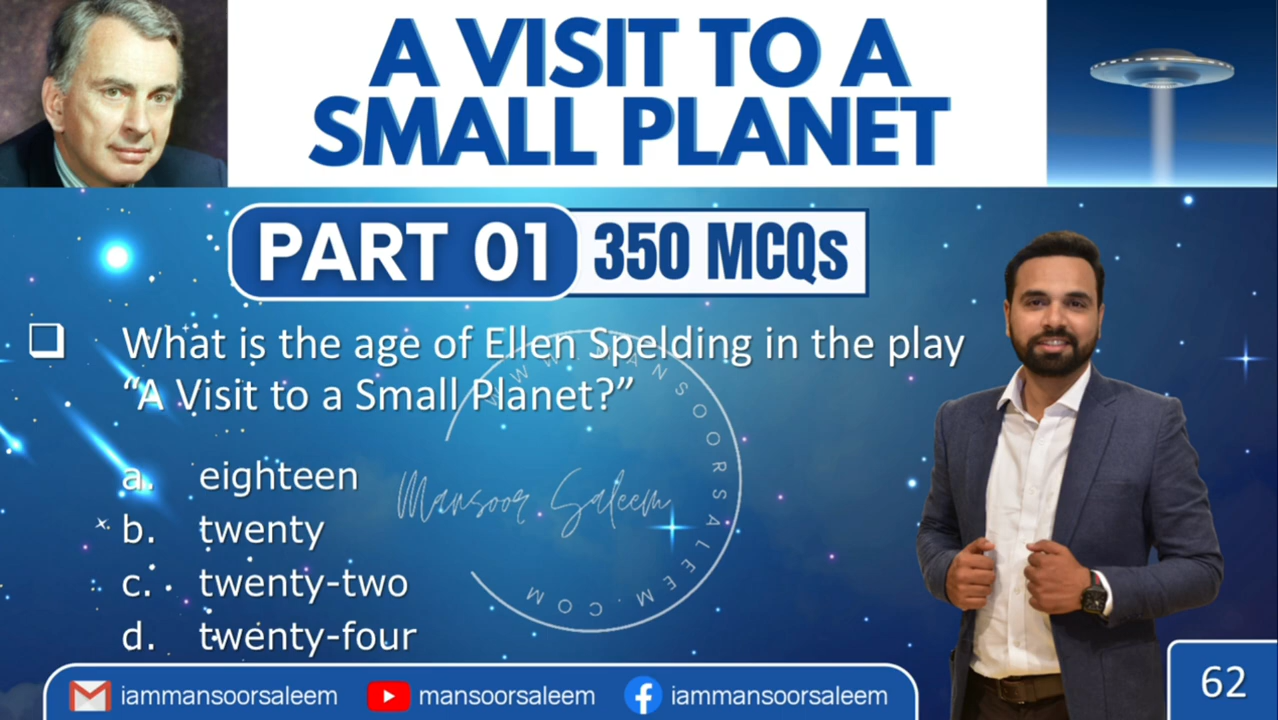 A VISIT TO A
SMALL PLANET
PART 01 350 MCQs
❑ What is the age of Ellen Spelding in the play
“A Visit to a Small Planet?”
a. eighteen
b. twenty
c. twenty-two
d. twenty-four
WWW.MANSOORSALEEM.COM
Mansoor Saleem
iammansoorsaleem mansoorsaleem iammansoorsaleem
62